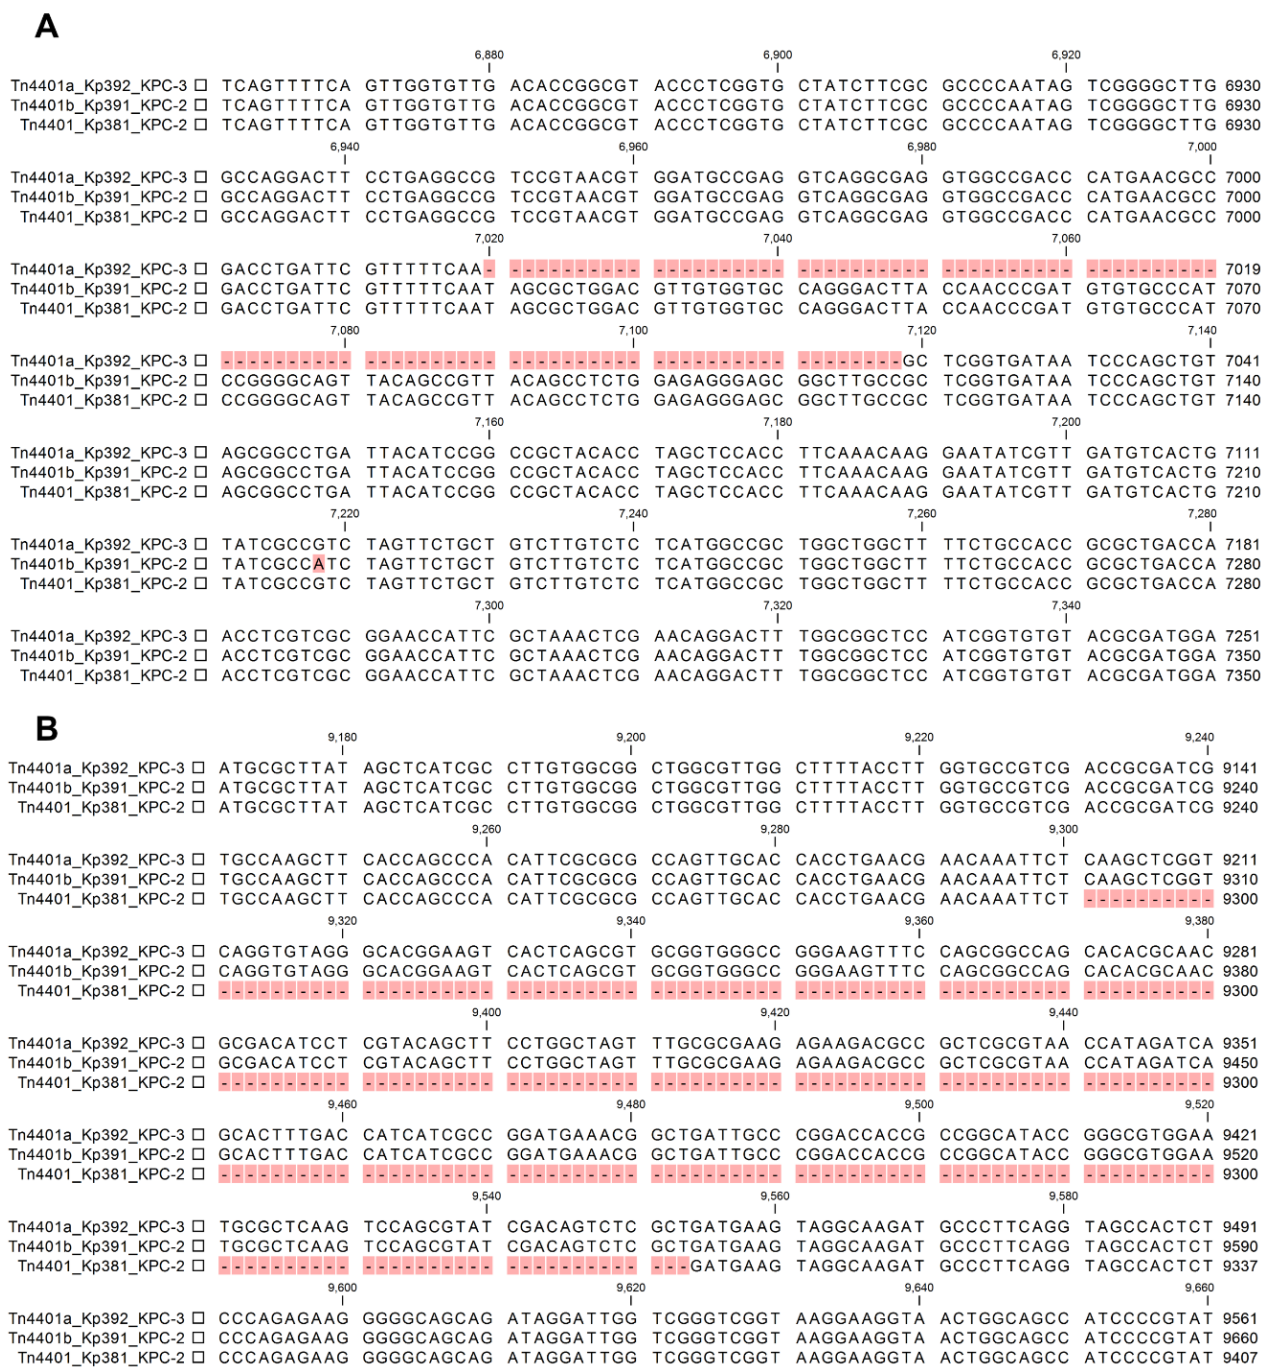 A
6,880 6,900 6,920
Tn4401a_Kp392_KPC-3 TCAGTTTTCA GTTGGTGTTG ACACCGGCGT ACCCTCGGTG CTATCTTCGC GCCCCAATAG TCGGGGCTTG 6930
Tn4401b_Kp391_KPC-2 TCAGTTTTCA GTTGGTGTTG ACACCGGCGT ACCCTCGGTG CTATCTTCGC GCCCCAATAG TCGGGGCTTG 6930
Tn4401_Kp381_KPC-2 TCAGTTTTCA GTTGGTGTTG ACACCGGCGT ACCCTCGGTG CTATCTTCGC GCCCCAATAG TCGGGGCTTG 6930
6,940 6,960 6,980 7,000
Tn4401a_Kp392_KPC-3 GCCAGGACTT CCTGAGGCCG TCCGTAACGT GGATGCCGAG GTCAGGCGAG GTGGCCGACC CATGAACGCC 7000
Tn4401b_Kp391_KPC-2 GCCAGGACTT CCTGAGGCCG TCCGTAACGT GGATGCCGAG GTCAGGCGAG GTGGCCGACC CATGAACGCC 7000
Tn4401_Kp381_KPC-2 GCCAGGACTT CCTGAGGCCG TCCGTAACGT GGATGCCGAG GTCAGGCGAG GTGGCCGACC CATGAACGCC 7000
7,020 7,040 7,060
Tn4401a_Kp392_KPC-3 GACCTGATTC GTTTTTCAA- ---------- ---------- ---------- ---------- ---------- 7019
Tn4401b_Kp391_KPC-2 GACCTGATTC GTTTTTCAAT AGCGCTGGAC GTTGTGGTGC CAGGGACTTA CCAACCCGAT GTGTGCCCAT 7070
Tn4401_Kp381_KPC-2 GACCTGATTC GTTTTTCAAT AGCGCTGGAC GTTGTGGTGC CAGGGACTTA CCAACCCGAT GTGTGCCCAT 7070
7,080 7,100 7,120 7,140
Tn4401a_Kp392_KPC-3 ---------- ---------- ---------- ---------- --------GC TCGGTGATAA TCCCAGCTGT 7041
Tn4401b_Kp391_KPC-2 CCGGGGCAGT TACAGCCGTT ACAGCCTCTG GAGAGGGAGC GGCTTGCCGC TCGGTGATAA TCCCAGCTGT 7140
Tn4401_Kp381_KPC-2 CCGGGGCAGT TACAGCCGTT ACAGCCTCTG GAGAGGGAGC GGCTTGCCGC TCGGTGATAA TCCCAGCTGT 7140
7,160 7,180 7,200
Tn4401a_Kp392_KPC-3 AGCGGCCTGA TTACATCCGG CCGCTACACC TAGCTCCACC TTCAAACAAG GAATATCGTT GATGTCACTG 7111
Tn4401b_Kp391_KPC-2 AGCGGCCTGA TTACATCCGG CCGCTACACC TAGCTCCACC TTCAAACAAG GAATATCGTT GATGTCACTG 7210
Tn4401_Kp381_KPC-2 AGCGGCCTGA TTACATCCGG CCGCTACACC TAGCTCCACC TTCAAACAAG GAATATCGTT GATGTCACTG 7210
7,220 7,240 7,260 7,280
Tn4401a_Kp392_KPC-3 TATCGCCGTC TAGTTCTGCT GTCTTGTCTC TCATGGCCGC TGGCTGGCTT TTCTGCCACC GCGCTGACCA 7181
Tn4401b_Kp391_KPC-2 TATCGCCATC TAGTTCTGCT GTCTTGTCTC TCATGGCCGC TGGCTGGCTT TTCTGCCACC GCGCTGACCA 7280
Tn4401_Kp381_KPC-2 TATCGCCGTC TAGTTCTGCT GTCTTGTCTC TCATGGCCGC TGGCTGGCTT TTCTGCCACC GCGCTGACCA 7280
7,300 7,320 7,340
Tn4401a_Kp392_KPC-3 ACCTCGTCGC GGAACCATTC GCTAAACTCG AACAGGACTT TGGCGGCTCC ATCGGTGTGT ACGCGATGGA 7251
Tn4401b_Kp391_KPC-2 ACCTCGTCGC GGAACCATTC GCTAAACTCG AACAGGACTT TGGCGGCTCC ATCGGTGTGT ACGCGATGGA 7350
Tn4401_Kp381_KPC-2 ACCTCGTCGC GGAACCATTC GCTAAACTCG AACAGGACTT TGGCGGCTCC ATCGGTGTGT ACGCGATGGA 7350
B
9,180 9,200 9,220 9,240
Tn4401a_Kp392_KPC-3 ATGCGCTTAT AGCTCATCGC CTTGTGGCGG CTGGCGTTGG CTTTTACCTT GGTGCCGTCG ACCGCGATCG 9141
Tn4401b_Kp391_KPC-2 ATGCGCTTAT AGCTCATCGC CTTGTGGCGG CTGGCGTTGG CTTTTACCTT GGTGCCGTCG ACCGCGATCG 9240
Tn4401_Kp381_KPC-2 ATGCGCTTAT AGCTCATCGC CTTGTGGCGG CTGGCGTTGG CTTTTACCTT GGTGCCGTCG ACCGCGATCG 9240
9,260 9,280 9,300
Tn4401a_Kp392_KPC-3 TGCCAAGCTT CACCAGCCCA CATTCGCGCG CCAGTTGCAC CACCTGAACG AACAAATTCT CAAGCTCGGT 9211
Tn4401b_Kp391_KPC-2 TGCCAAGCTT CACCAGCCCA CATTCGCGCG CCAGTTGCAC CACCTGAACG AACAAATTCT CAAGCTCGGT 9310
Tn4401_Kp381_KPC-2 TGCCAAGCTT CACCAGCCCA CATTCGCGCG CCAGTTGCAC CACCTGAACG AACAAATTCT ---------- 9300
9,320 9,340 9,360 9,380
Tn4401a_Kp392_KPC-3 CAGGTGTAGG GCACGGAAGT CACTCAGCGT GCGGTGGGCC GGGAAGTTTC CAGCGGCCAG CACACGCAAC 9281
Tn4401b_Kp391_KPC-2 CAGGTGTAGG GCACGGAAGT CACTCAGCGT GCGGTGGGCC GGGAAGTTTC CAGCGGCCAG CACACGCAAC 9380
Tn4401_Kp381_KPC-2 ---------- ---------- ---------- ---------- ---------- ---------- ---------- 9300
9,400 9,420 9,440
Tn4401a_Kp392_KPC-3 GCGACATCCT CGTACAGCTT CCTGGCTAGT TTGCGCGAAG AGAAGACGCC GCTCGCGTAA CCATAGATCA 9351
Tn4401b_Kp391_KPC-2 GCGACATCCT CGTACAGCTT CCTGGCTAGT TTGCGCGAAG AGAAGACGCC GCTCGCGTAA CCATAGATCA 9450
Tn4401_Kp381_KPC-2 ---------- ---------- ---------- ---------- ---------- ---------- ---------- 9300
9,460 9,480 9,500 9,520
Tn4401a_Kp392_KPC-3 GCACTTTGAC CATCATCGCC GGATGAAACG GCTGATTGCC CGGACCACCG CCGGCATACC GGGCGTGGAA 9421
Tn4401b_Kp391_KPC-2 GCACTTTGAC CATCATCGCC GGATGAAACG GCTGATTGCC CGGACCACCG CCGGCATACC GGGCGTGGAA 9520
Tn4401_Kp381_KPC-2 ---------- ---------- ---------- ---------- ---------- ---------- ---------- 9300
9,540 9,560 9,580
Tn4401a_Kp392_KPC-3 TGCGCTCAAG TCCAGCGTAT CGACAGTCTC GCTGATGAAG TAGGCAAGAT GCCCTTCAGG TAGCCACTCT 9491
Tn4401b_Kp391_KPC-2 TGCGCTCAAG TCCAGCGTAT CGACAGTCTC GCTGATGAAG TAGGCAAGAT GCCCTTCAGG TAGCCACTCT 9590
Tn4401_Kp381_KPC-2 ---------- ---------- ---------- ---GATGAAG TAGGCAAGAT GCCCTTCAGG TAGCCACTCT 9337
9,600 9,620 9,640 9,660
Tn4401a_Kp392_KPC-3 CCCAGAGAAG GGGGCAGCAG ATAGGATTGG TCGGGTCGGT AAGGAAGGTA ACTGGCAGCC ATCCCCGTAT 9561
Tn4401b_Kp391_KPC-2 CCCAGAGAAG GGGGCAGCAG ATAGGATTGG TCGGGTCGGT AAGGAAGGTA ACTGGCAGCC ATCCCCGTAT 9660
Tn4401_Kp381_KPC-2 CCCAGAGAAG GGGGCAGCAG ATAGGATTGG TCGGGTCGGT AAGGAAGGTA ACTGGCAGCC ATCCCCGTAT 9407